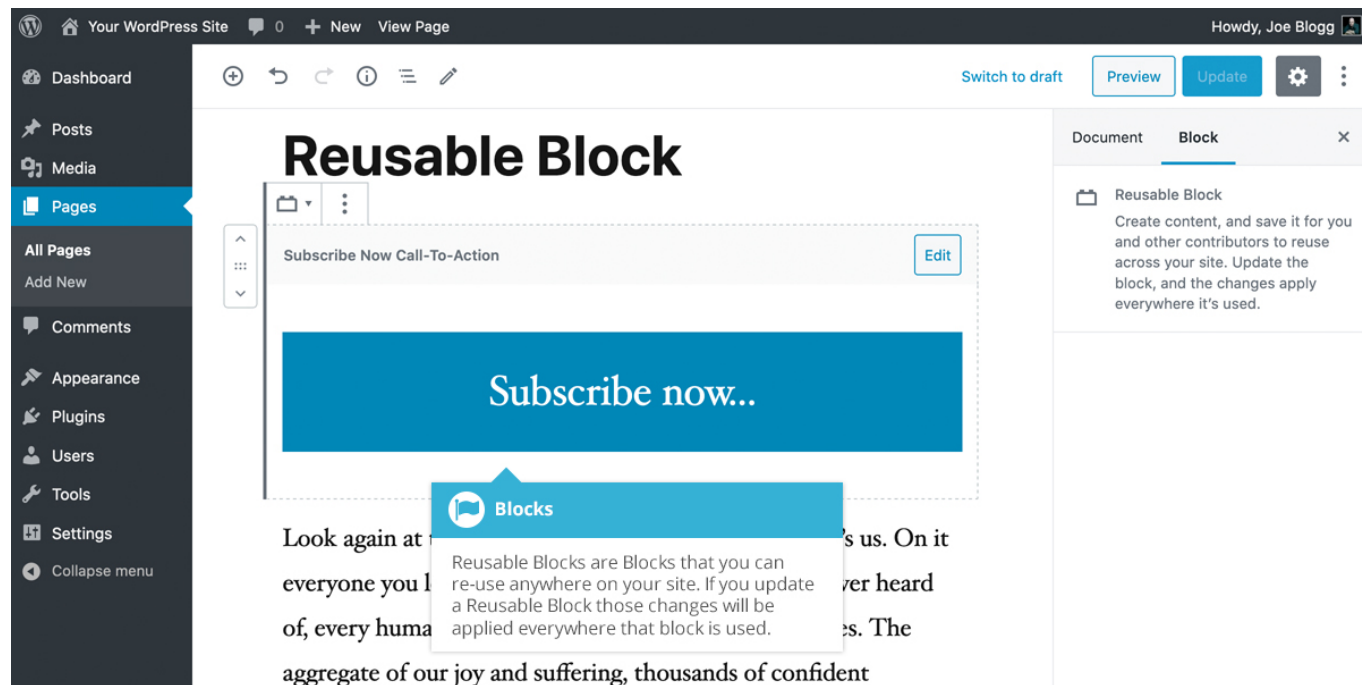 Your WordPress Site 0 New View Page Howdy, Joe Blogg
Dashboard
Posts
Media
Pages
All Pages
Add New
Comments
Appearance
Plugins
Users
Tools
Settings
Collapse menu
Switch to draft Preview Update
Reusable Block
Subscribe Now Call-To-Action Edit
Subscribe now...
Blocks
Reusable Blocks are Blocks that you can
re-use anywhere on your site. If you update
a Reusable Block those changes will be
applied everywhere that block is used.
Look again at 's us. On it
everyone you ver heard
of, every huma es. The
aggregate of our joy and suffering, thousands of confident
Document Block
Reusable Block
Create content, and save it for you
and other contributors to reuse
across your site. Update the
block, and the changes apply
everywhere it's used.